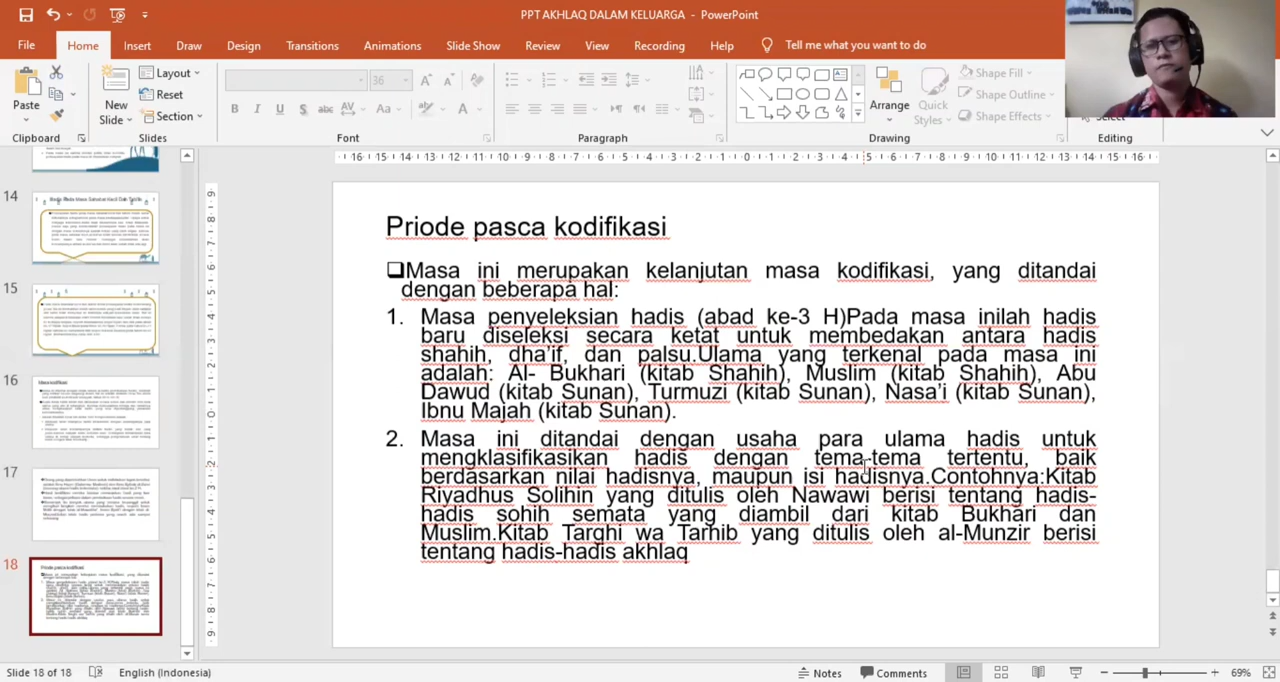 PPT AKHLAQ DALAM KELUARGA - PowerPoint
File Home Insert Draw Design Transitions Animations Slide Show Review View Recording Help Tell me what you want to do
Paste
Clipboard
New Slide
Layout
Reset
Section
Slides
36
Font
Paragraph
Arrange
Quick Styles
Shape Fill
Shape Outline
Shape Effects
Drawing
Select
Editing
14
15
16
17
18
Priode pasca kodifikasi
Masa ini merupakan kelanjutan masa kodifikasi, yang ditandai
dengan beberapa hal:
1. Masa penyeleksian hadis (abad ke-3 H)Pada masa inilah hadis
baru diseleksi secara ketat untuk membedakan antara hadis
shahih, dha'if, dan palsu.Ulama yang terkenal pada masa ini
adalah: Al- Bukhari (kitab Shahih), Muslim (kitab Shahih), Abu
Dawud (kitab Sunan), Turmuzi (kitab Sunan), Nasa'i (kitab Sunan),
Ibnu Majah (kitab Sunan).
2. Masa ini ditandai dengan usaha para ulama hadis untuk
mengklasifikasikan hadis dengan tema-tema tertentu, baik
berdasarkan nilai hadisnya, maupun isi hadisnya.Contohnya:Kitab
Riyadhus Solihin yang ditulis oleh Nawawi berisi tentang hadis-
hadis sohih semata yang diambil dari kitab Bukhari dan
Muslim.Kitab Targhi wa Tarhib yang ditulis oleh al-Munzir berisi
tentang hadis-hadis akhlaq
Slide 18 of 18 English (Indonesia) Notes Comments 69%